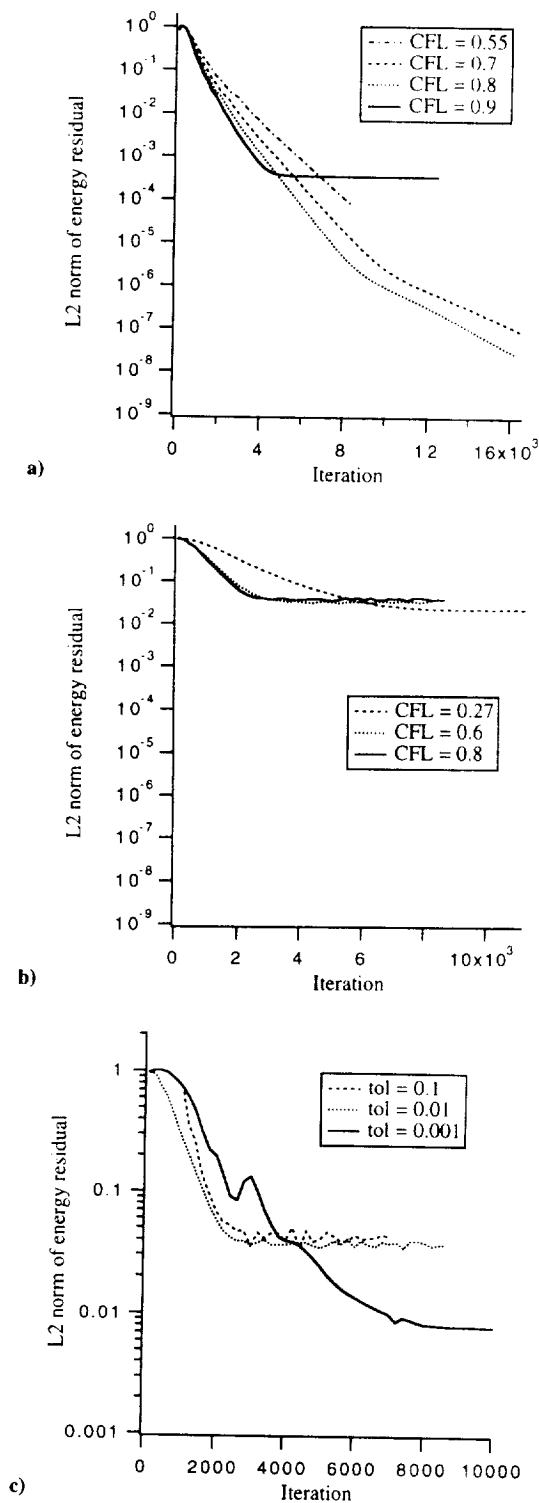 10^1
10^0
10^-1
10^-2
10^-3
10^-4
10^-5
10^-6
10^-7
10^-8
10^-9
L2 norm of energy residual
CFL = 0.55
CFL = 0.7
CFL = 0.8
CFL = 0.9
0 4 8 12 16x10^3
Iteration
a)
10^0
10^-1
10^-2
10^-3
10^-4
10^-5
10^-6
10^-7
10^-8
10^-9
L2 norm of energy residual
CFL = 0.27
CFL = 0.6
CFL = 0.8
0 2 4 6 10x10^3
Iteration
b)
1
0.1
0.01
0.001
L2 norm of energy residual
tol = 0.1
tol = 0.01
tol = 0.001
0 2000 4000 6000 8000 10000
Iteration
c)